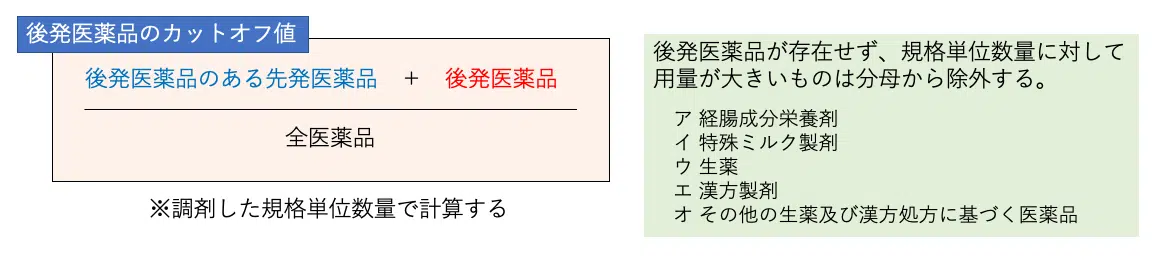 後発医薬品のカットオフ値
後発医薬品のある先発医薬品 + 後発医薬品
全医薬品
※調剤した規格単位数量で計算する
後発医薬品が存在せず、規格単位数量に対して
用量が大きいものは分母から除外する。
ア 経腸成分栄養剤
イ 特殊ミルク製剤
ウ 生薬
エ 漢方製剤
オ その他の生薬及び漢方処方に基づく医薬品